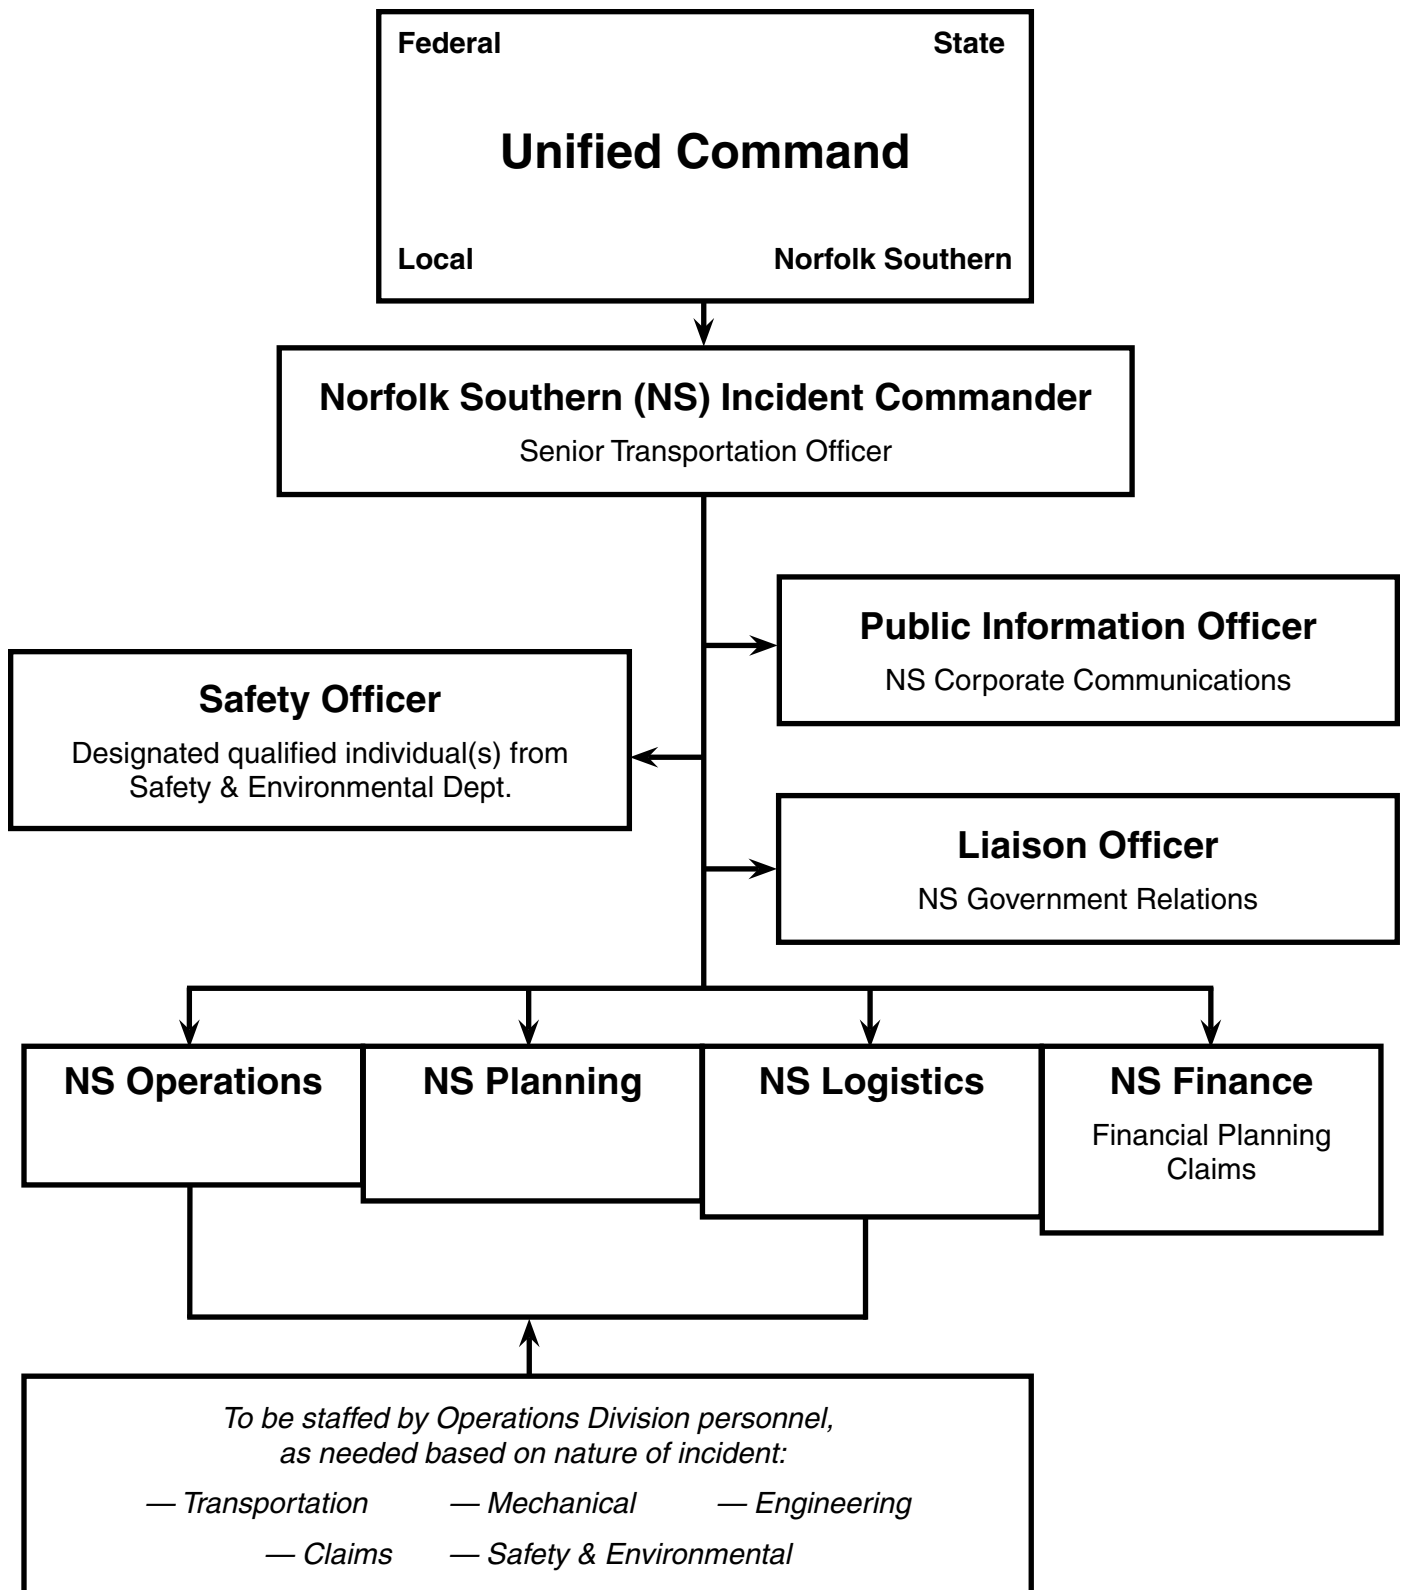 Federal State
Unified Command
Local Norfolk Southern
Norfolk Southern (NS) Incident Commander
Senior Transportation Officer
Public Information Officer
NS Corporate Communications
Safety Officer
Designated qualified individual(s) from
Safety & Environmental Dept.
Liaison Officer
NS Government Relations
NS Operations
NS Planning
NS Logistics
NS Finance
Financial Planning
Claims
To be staffed by Operations Division personnel,
as needed based on nature of incident:
— Transportation — Mechanical — Engineering
— Claims — Safety & Environmental